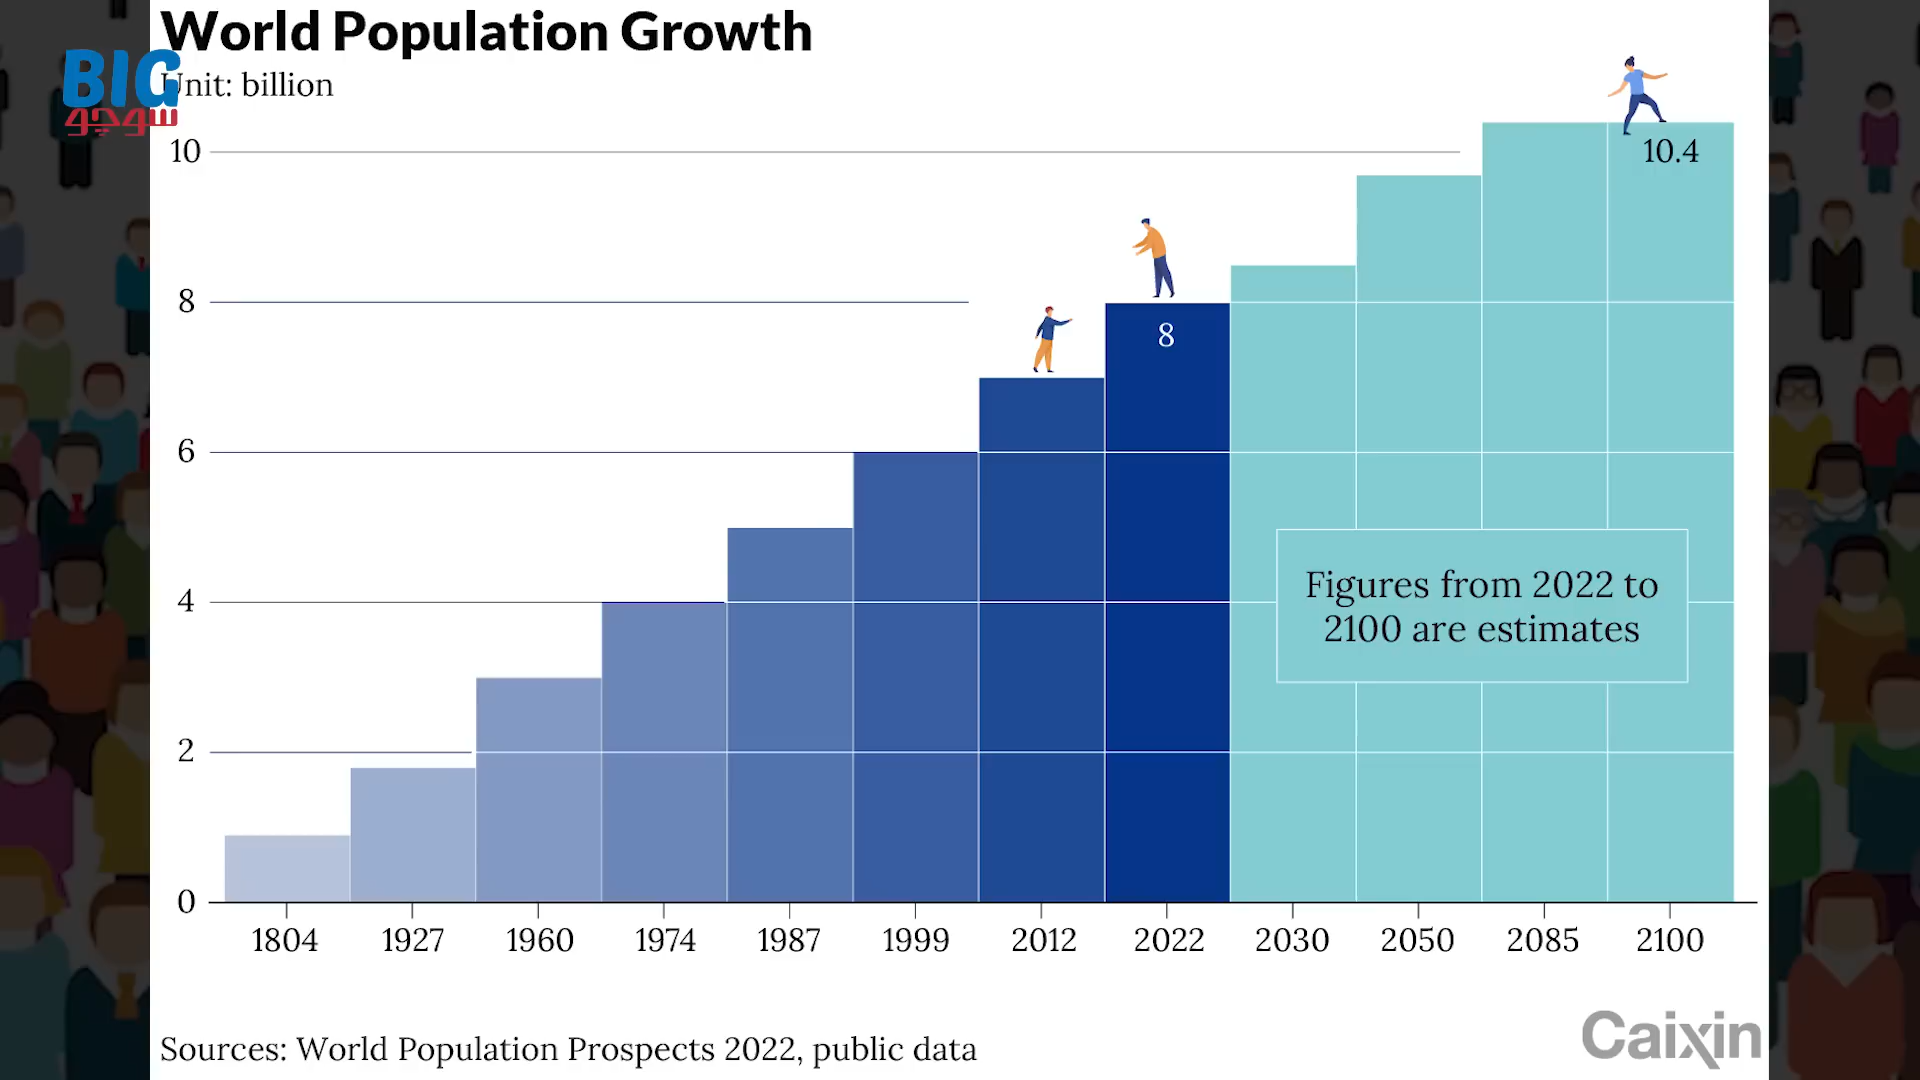 World Population Growth
BIG
سوچو
Unit: billion
10
8
6
4
2
0
10.4
8
Figures from 2022 to
2100 are estimates
1804 1927 1960 1974 1987 1999 2012 2022 2030 2050 2085 2100
Sources: World Population Prospects 2022, public data
Caixin